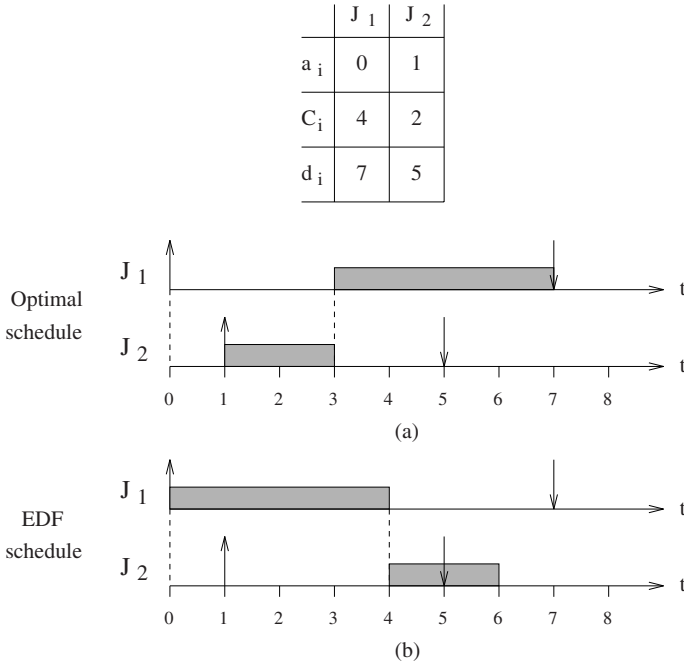 J 1 J 2
a i 0 1
C i 4 2
d i 7 5
Optimal
schedule
J 1
t
J 2
t
0 1 2 3 4 5 6 7 8
(a)
EDF
schedule
J 1
t
J 2
t
0 1 2 3 4 5 6 7 8
(b)